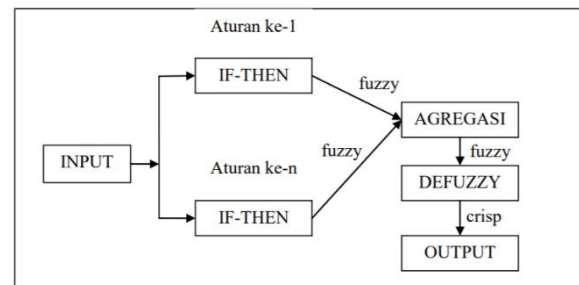 Aturan ke-1
IF-THEN
fuzzy
AGREGASI
INPUT
fuzzy
fuzzy
Aturan ke-n
DEFUZZY
IF-THEN
crisp
OUTPUT